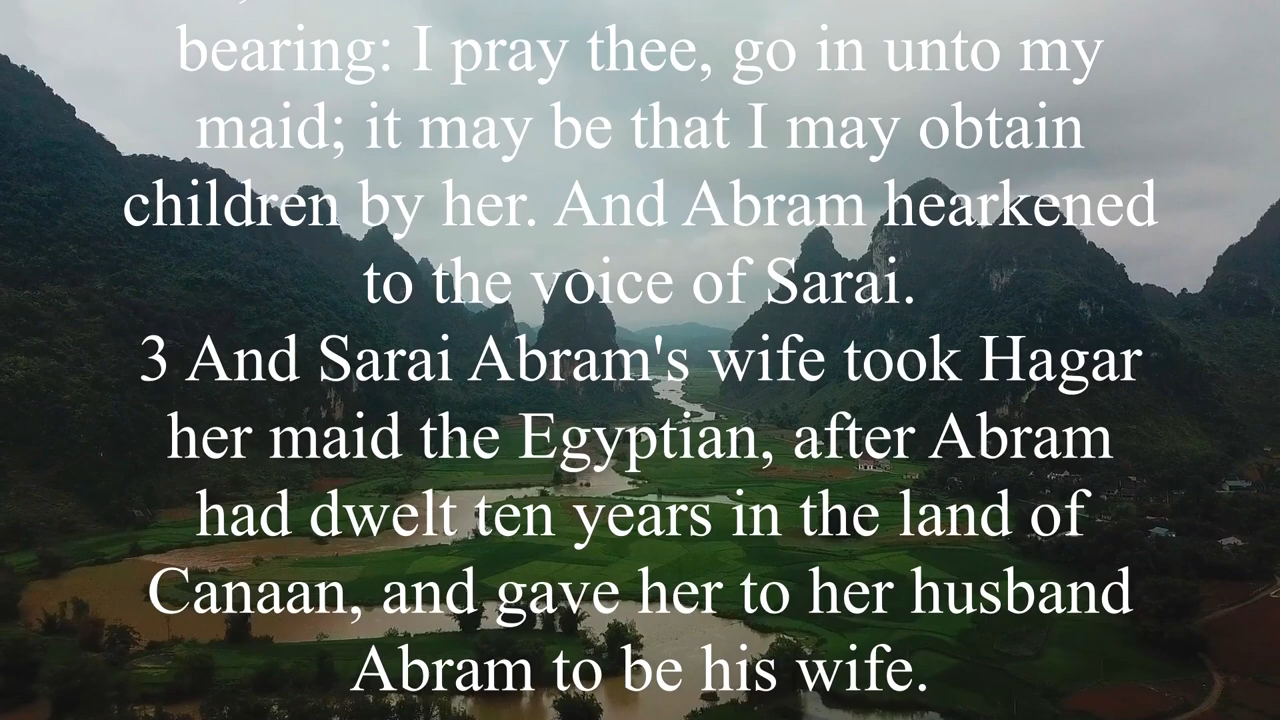 bearing: I pray thee, go in unto my
maid; it may be that I may obtain
children by her. And Abram hearkened
to the voice of Sarai.
3 And Sarai Abram's wife took Hagar
her maid the Egyptian, after Abram
had dwelt ten years in the land of
Canaan, and gave her to her husband
Abram to be his wife.